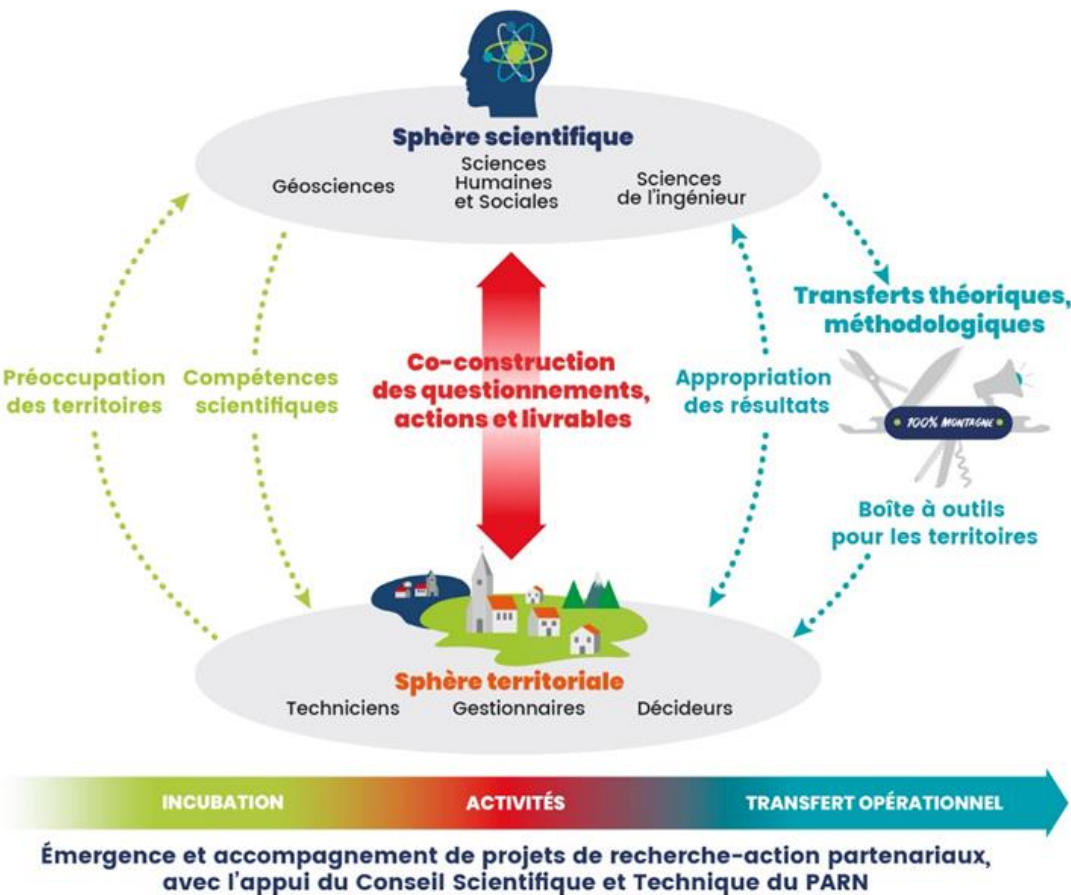 Sphère scientifique
Géosciences
Sciences
Humaines
et Sociales
Sciences
de l'ingénieur
Préoccupation
des territoires
Compétences
scientifiques
Co-construction
des questionnements,
actions et livrables
Appropriation
des résultats
Transferts théoriques,
méthodologiques
100% MONTAGNE
Boîte à outils
pour les territoires
Sphère territoriale
Techniciens
Gestionnaires
Décideurs
INCUBATION
ACTIVITÉS
TRANSFERT OPÉRATIONNEL
Émergence et accompagnement de projets de recherche-action partenariaux,
avec l'appui du Conseil Scientifique et Technique du PARN